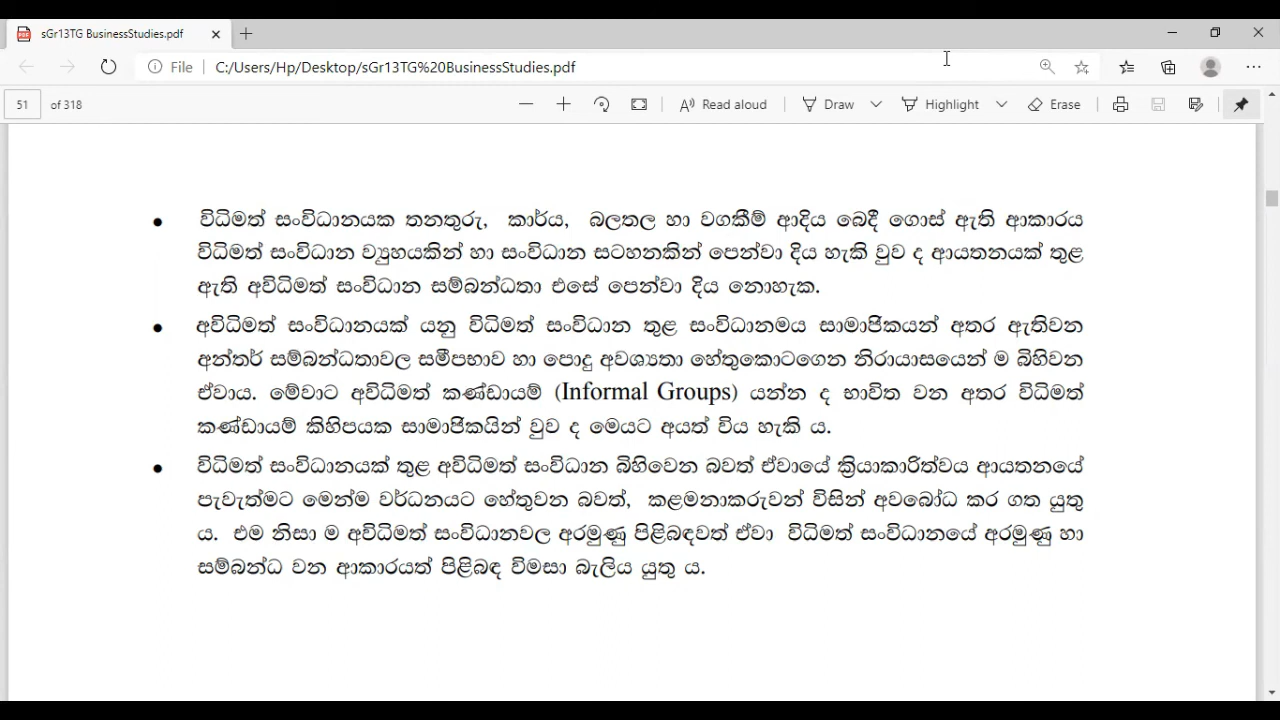 sGr13TG BusinessStudies.pdf
File C:/Users/Hp/Desktop/sGr13TG%20BusinessStudies.pdf
51 of 318 Read aloud Draw Highlight Erase
• විධිමත් සංවිධානයක තනතුරු, කාර්ය, බලතල හා වගකීම් ආදිය බෙදී ගොස් ඇති ආකාරය
විධිමත් සංවිධාන ව්‍යුහයකින් හා සංවිධාන සටහනකින් පෙන්වා දිය හැකි වුව ද ආයතනයක් තුළ
ඇති අවිධිමත් සංවිධාන සම්බන්ධතා එසේ පෙන්වා දිය නොහැක.
• අවිධිමත් සංවිධානයක් යනු විධිමත් සංවිධාන තුළ සංවිධානමය සාමාජිකයන් අතර ඇතිවන
අන්තර් සම්බන්ධතාවල සමීපභාව හා පොදු අවශ්‍යතා හේතුකොටගෙන නිරායාසයෙන් ම බිහිවන
ඒවාය. මේවාට අවිධිමත් කණ්ඩායම් (Informal Groups) යන්න ද භාවිත වන අතර විධිමත්
කණ්ඩායම් කිහිපයක සාමාජිකයින් වුව ද මෙයට අයත් විය හැකි ය.
• විධිමත් සංවිධානයක් තුළ අවිධිමත් සංවිධාන බිහිවෙන බවත් ඒවායේ ක්‍රියාකාරිත්වය ආයතනයේ
පැවැත්මට මෙන්ම වර්ධනයට හේතුවන බවත්, කළමනාකරුවන් විසින් අවබෝධ කර ගත යුතු
ය. එම නිසා ම අවිධිමත් සංවිධානවල අරමුණු පිළිබඳවත් ඒවා විධිමත් සංවිධානයේ අරමුණු හා
සම්බන්ධ වන ආකාරයත් පිළිබඳ විමසා බැලිය යුතු ය.